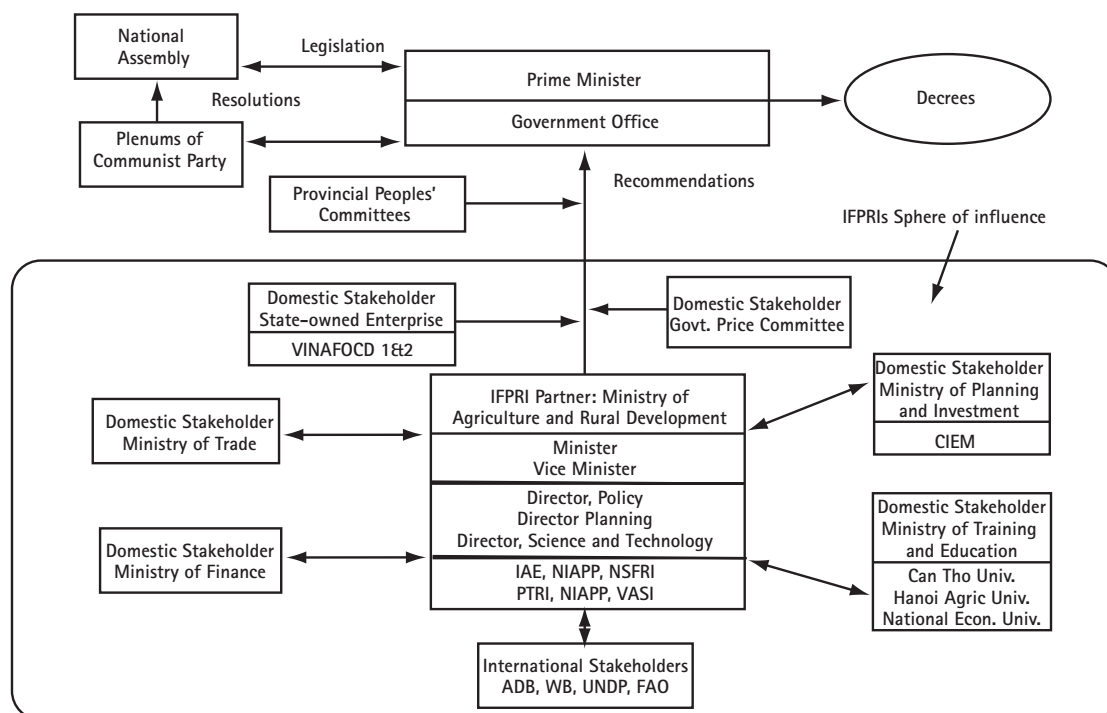 National
Assembly
Legislation
Prime Minister
Decrees
Resolutions
Government Office
Plenums of
Communist Party
Recommendations
Provincial Peoples'
Committees
IFPRIs Sphere of influence
Domestic Stakeholder
State-owned Enterprise
VINAFOCD 1&2
Domestic Stakeholder
Govt. Price Committee
IFPRI Partner: Ministry of
Agriculture and Rural Development
Minister
Vice Minister
Director, Policy
Director Planning
Director, Science and Technology
IAE, NIAPP, NSFRI
PTRI, NIAPP, VASI
Domestic Stakeholder
Ministry of Planning
and Investment
CIEM
Domestic Stakeholder
Ministry of Trade
Domestic Stakeholder
Ministry of Finance
Domestic Stakeholder
Ministry of Training
and Education
Can Tho Univ.
Hanoi Agric Univ.
National Econ. Univ.
International Stakeholders
ADB, WB, UNDP, FAO